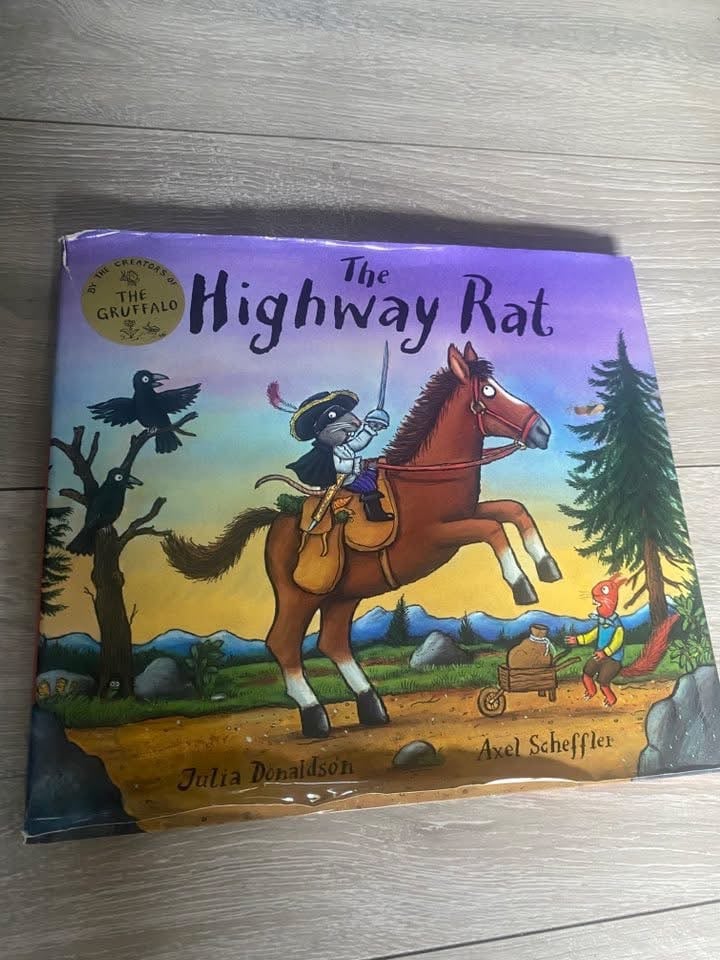 BY THE CREATORS OF
THE
GRUFFALO
The
Highway Rat
Julia Donaldson
Axel Scheffler